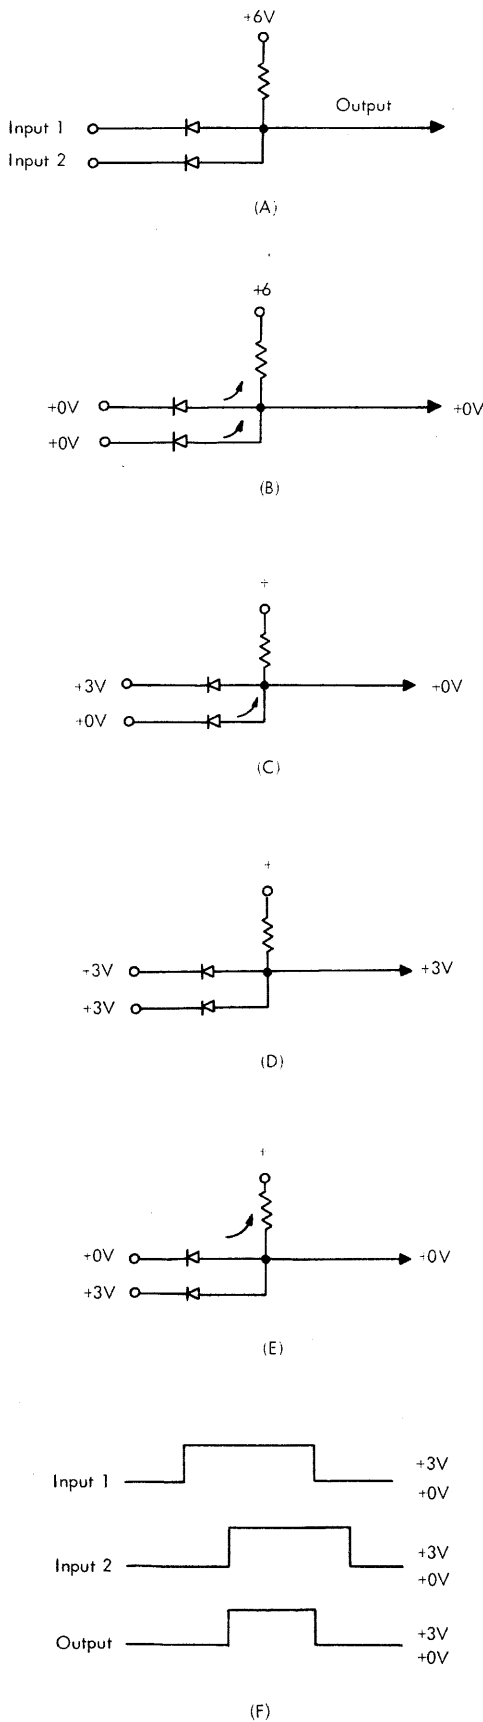 +6V
Output
Input 1
Input 2
(A)
+6
+0V
+0V
+0V
(B)
+
+3V
+0V
+0V
(C)
+
+3V
+3V
+3V
(D)
+
+0V
+0V
+3V
(E)
Input 1
+3V
+0V
Input 2
+3V
+0V
Output
+3V
+0V
(F)